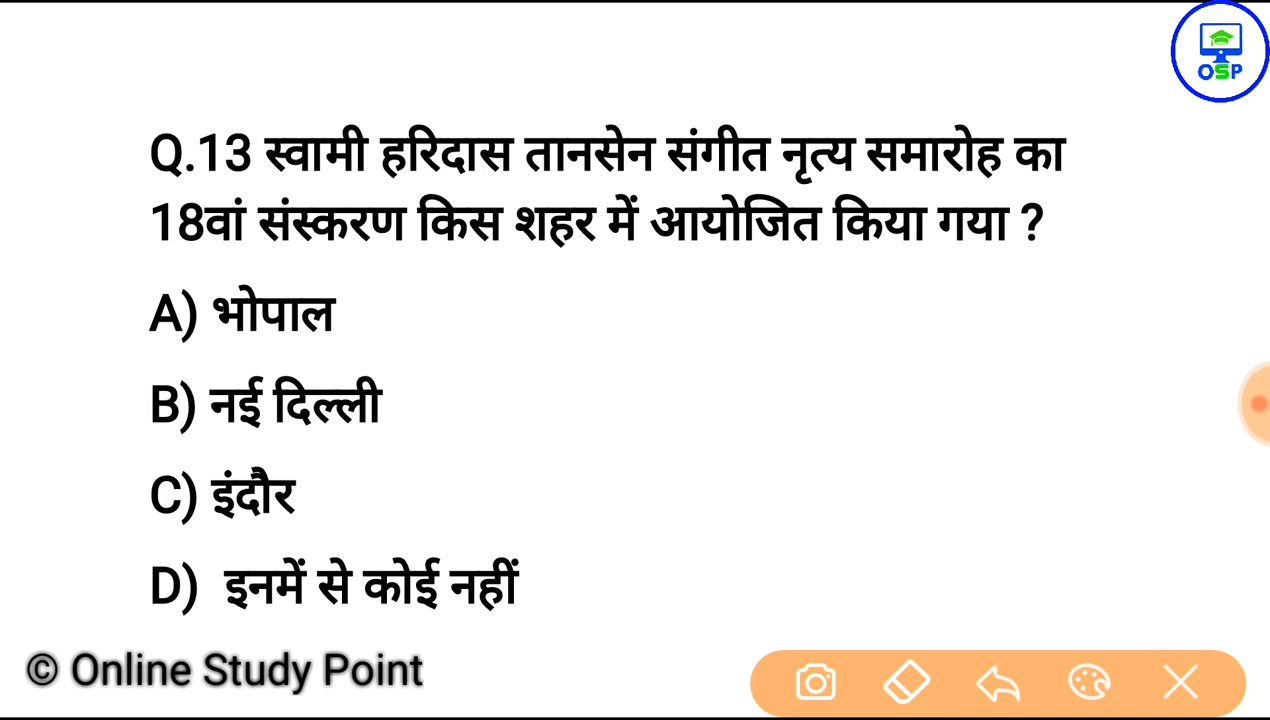 OSP
Q.13 स्वामी हरिदास तानसेन संगीत नृत्य समारोह का
18वां संस्करण किस शहर में आयोजित किया गया ?
A) भोपाल
B) नई दिल्ली
C) इंदौर
D) इनमें से कोई नहीं
© Online Study Point